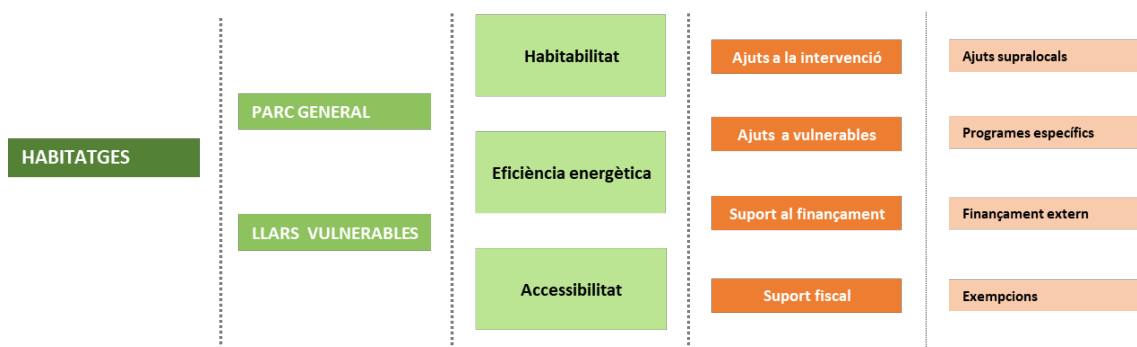 HABITATGES
PARC GENERAL
LLARS VULNERABLES
Habitabilitat
Eficiència energètica
Accessibilitat
Ajuts a la intervenció
Ajuts a vulnerables
Suport al finançament
Suport fiscal
Ajuts supralocals
Programes específics
Finançament extern
Exempcions